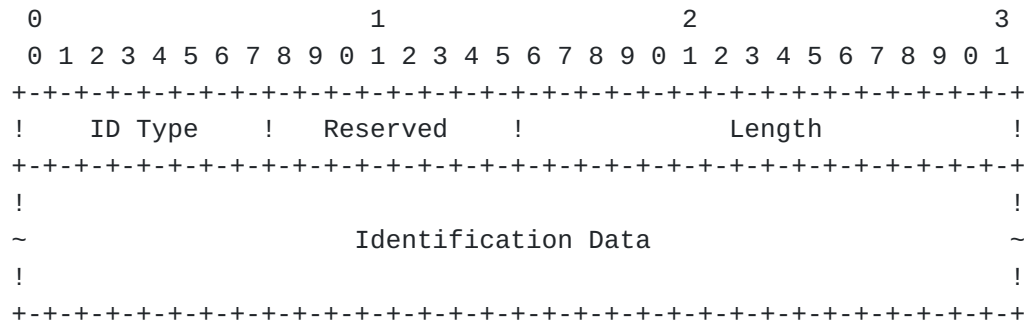 0                   1                   2                   3
 0 1 2 3 4 5 6 7 8 9 0 1 2 3 4 5 6 7 8 9 0 1 2 3 4 5 6 7 8 9 0 1
+-+-+-+-+-+-+-+-+-+-+-+-+-+-+-+-+-+-+-+-+-+-+-+-+-+-+-+-+-+-+-+-+
!    ID Type    !   Reserved    !             Length            !
+-+-+-+-+-+-+-+-+-+-+-+-+-+-+-+-+-+-+-+-+-+-+-+-+-+-+-+-+-+-+-+-+
!                                                               !
~                     Identification Data                       ~
!                                                               !
+-+-+-+-+-+-+-+-+-+-+-+-+-+-+-+-+-+-+-+-+-+-+-+-+-+-+-+-+-+-+-+-+